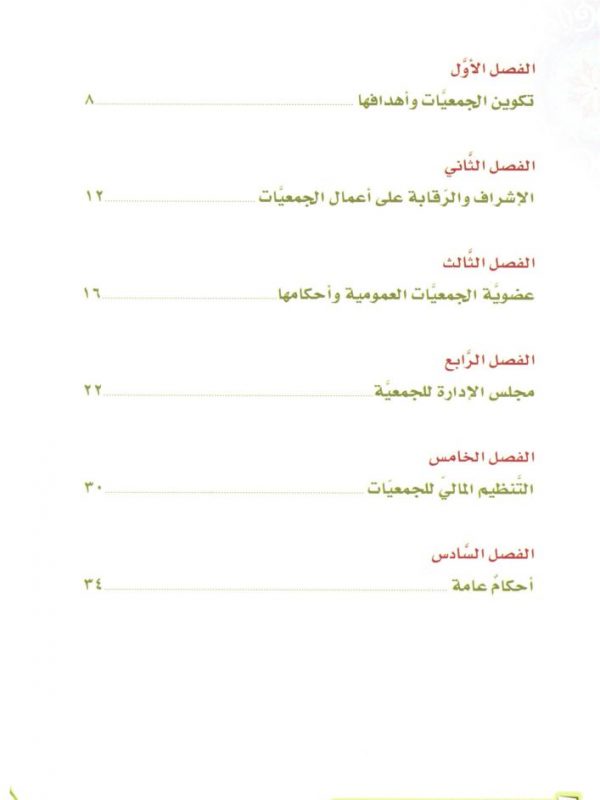 الفصل الأوَّل
تكوين الجمعيَّات وأهدافها ........ ٨
الفصل الثَّاني
الإشراف والرَقابة على أعمال الجمعيَّات ........ ١٢
الفصل الثَّالث
عضويَّة الجمعيَّات العمومية وأحكامها ........ ١٦
الفصل الرَّابع
مجلس الإدارة للجمعيَّة ........ ٢٢
الفصل الخامس
التَّنظيم الماليّ للجمعيَات ........ ٣٠
الفصل السَّادس
أحكامٌ عامة ........ ٣٤